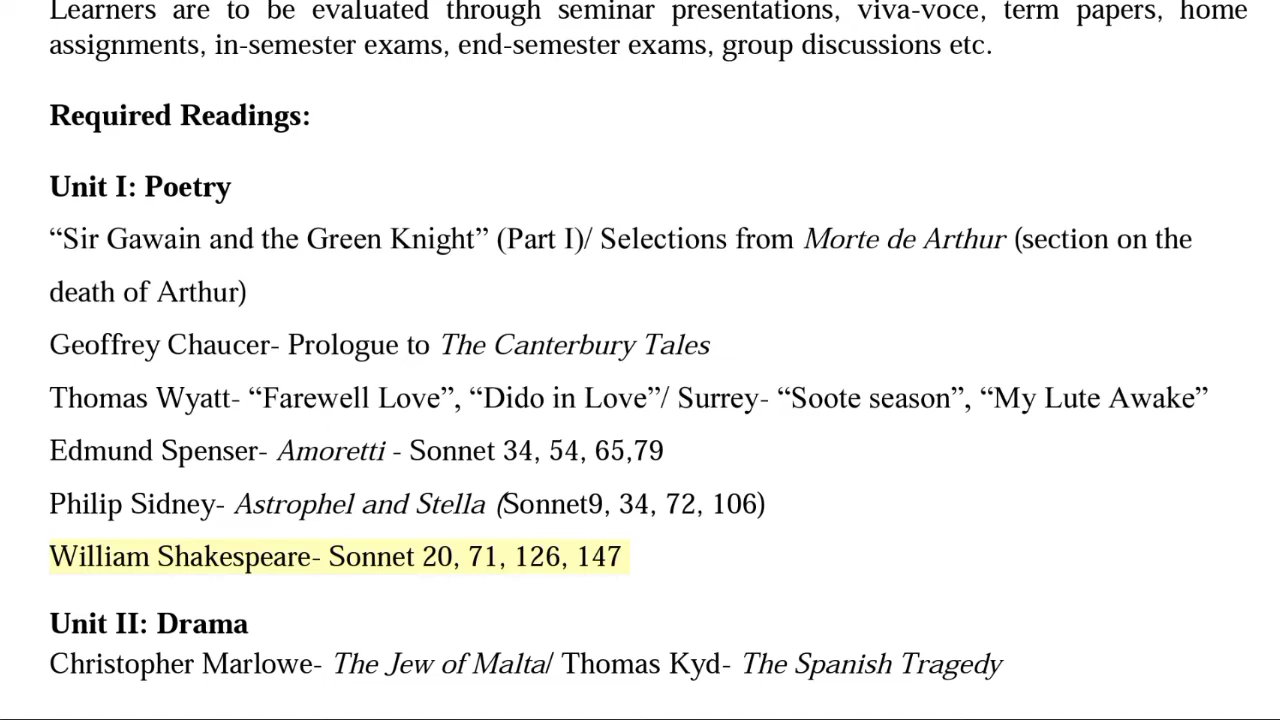 Learners are to be evaluated through seminar presentations, viva-voce, term papers, home
assignments, in-semester exams, end-semester exams, group discussions etc.
Required Readings:
Unit I: Poetry
“Sir Gawain and the Green Knight” (Part I)/ Selections from Morte de Arthur (section on the
death of Arthur)
Geoffrey Chaucer- Prologue to The Canterbury Tales
Thomas Wyatt- “Farewell Love”, “Dido in Love”/ Surrey- “Soote season”, “My Lute Awake”
Edmund Spenser- Amoretti - Sonnet 34, 54, 65,79
Philip Sidney- Astrophel and Stella (Sonnet9, 34, 72, 106)
William Shakespeare- Sonnet 20, 71, 126, 147
Unit II: Drama
Christopher Marlowe- The Jew of Malta/ Thomas Kyd- The Spanish Tragedy